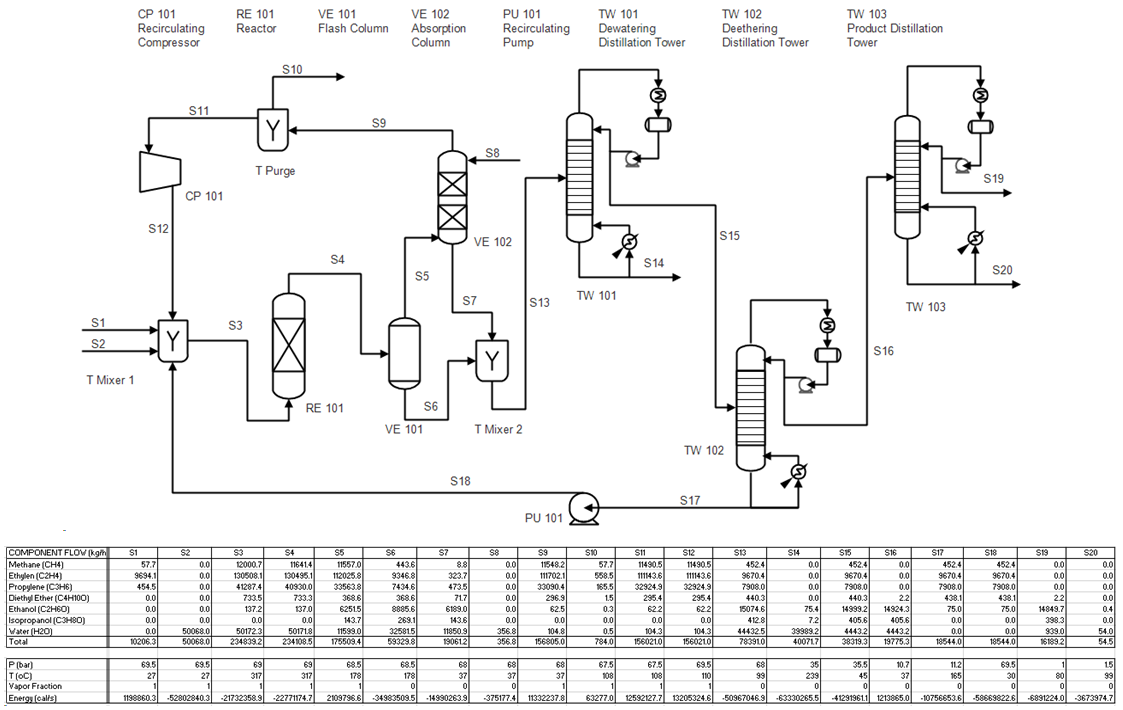 CP 101 RE 101 VE 101 VE 102 PU 101 TW 101 TW 102 TW 103
Recirculating Reactor Flash Column Absorption Recirculating Dewatering Deethering Product Distillation
Compressor Column Pump Distillation Tower Distillation Tower Tower
S10
S11
S9
S8
T Purge
CP 101
S19
S12
VE 102
S15
S4
S5
S14
S20
S7
S13
TW 101
TW 103
S1
S3
S2
S16
T Mixer 1
RE 101
S6
VE 101
T Mixer 2
TW 102
S18
S17
PU 101
COMPONENT FLOW (kg/h S1 S2 S3 S4 S5 S6 S7 S8 S9 S10 S11 S12 S13 S14 S15 S16 S17 S18 S19 S20
Methane (CH4) 57.7 0.0 12000.7 11641.4 11557.0 443.6 8.8 0.0 11548.2 57.7 11490.5 11490.5 452.4 0.0 452.4 0.0 452.4 452.4 0.0 0.0
Ethylen (C2H4) 9694.1 0.0 130508.1 130495.1 112025.8 9346.8 323.7 0.0 111702.1 558.5 111143.6 111143.6 9670.4 0.0 9670.4 0.0 9670.4 9670.4 0.0 0.0
Propylene (C3H6) 454.5 0.0 41287.4 40930.0 33563.8 7434.6 473.5 0.0 33090.4 165.5 32924.9 32924.9 7908.0 0.0 7908.0 0.0 7908.0 7908.0 0.0 0.0
Diethyl Ether (C4H10O) 0.0 0.0 733.5 733.3 368.6 368.6 71.7 0.0 296.9 1.5 295.4 295.4 440.3 0.0 440.3 2.2 438.1 438.1 2.2 0.0
Ethanol (C2H6O) 0.0 0.0 137.2 137.0 6251.5 8885.6 6189.0 0.0 62.5 0.3 62.2 62.2 15074.6 75.4 14999.2 14924.3 75.0 75.0 14849.7 0.4
Isopropanol (C3H8O) 0.0 0.0 0.0 0.0 143.7 269.1 143.6 0.0 0.0 0.0 0.0 0.0 412.8 7.2 405.6 405.6 0.0 0.0 398.3 0.0
Water (H2O) 0.0 50068.0 50172.3 50171.8 11599.0 32581.5 11850.9 356.8 104.8 0.5 104.3 104.3 44432.5 39989.2 4443.2 4443.2 0.0 0.0 939.0 54.0
Total 10206.3 50068.0 234839.2 234108.5 175509.4 59329.8 19061.2 356.8 156805.0 784.0 156021.0 156021.0 78391.0 40071.7 38319.3 19775.3 18544.0 18544.0 16189.2 54.5
P (bar) 69.5 69.5 69 69 68.5 68.5 68 68 68 67.5 67.5 69.5 68 35 35.5 10.7 11.2 69.5 1 1.5
T (oC) 27 27 317 317 178 178 37 37 37 108 108 110 99 239 45 37 165 30 80 99
Vapor Fraction 1 0 1 1 1 0 0 0 1 1 1 1 0 0 0 1 0 0 0 0
Energy (cal/s) 1198860.3 -52802840.3 -21732358.9 -22771174.7 2109796.6 -34983509.5 -14990263.9 -375177.4 11332237.8 63277.0 12592127.7 13205324.6 -50967046.9 -63330265.5 -41291961.1 1213865.0 -10756653.6 -58669822.6 -6891224.0 -3673974.7